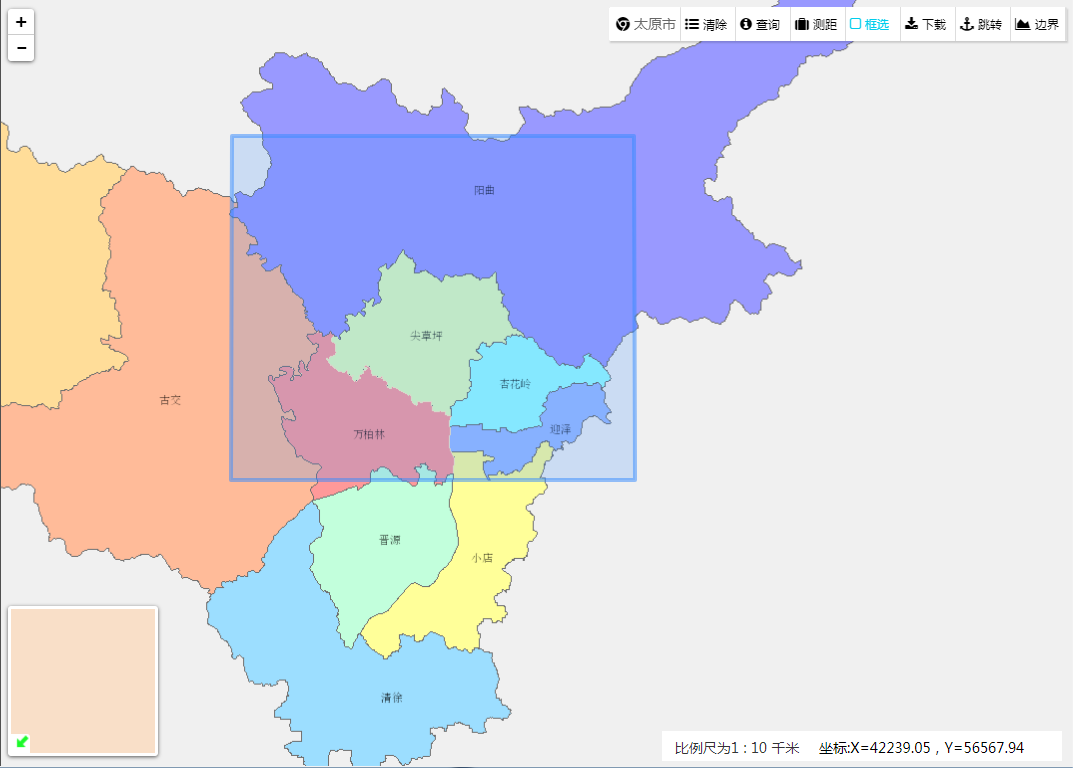 +
−
太原市 清除 查询 测距 框选 下载 跳转 边界
阳曲
尖草坪
杏花岭
古交
迎泽
万柏林
晋源
小店
清徐
比例尺为1 : 10 千米 坐标:X=42239.05 , Y=56567.94